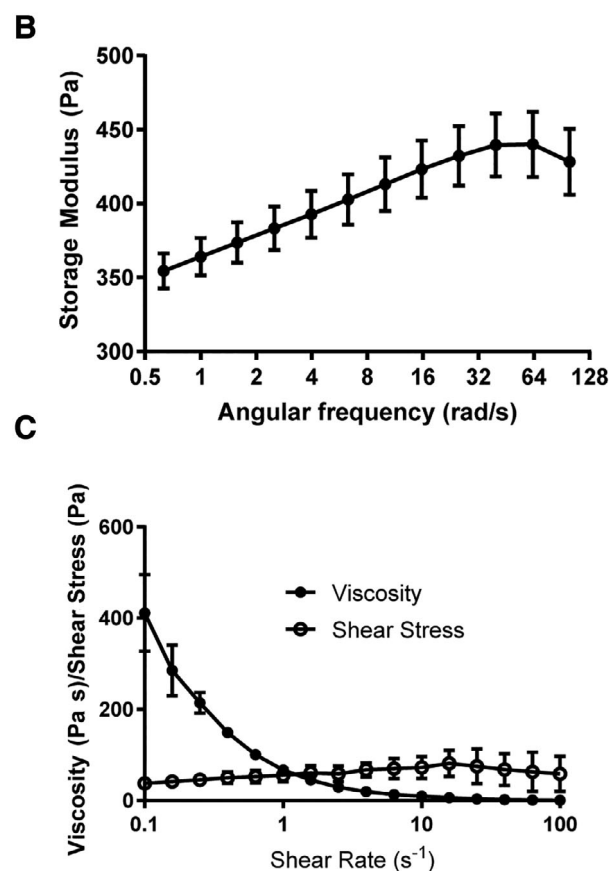 B
Storage Modulus (Pa)
500
450
400
350
300
0.5 1 2 4 8 16 32 64 128
Angular frequency (rad/s)
C
Viscosity (Pa s)/Shear Stress (Pa)
600
400
200
0
Viscosity
Shear Stress
0.1 1 10 100
Shear Rate (s⁻¹)